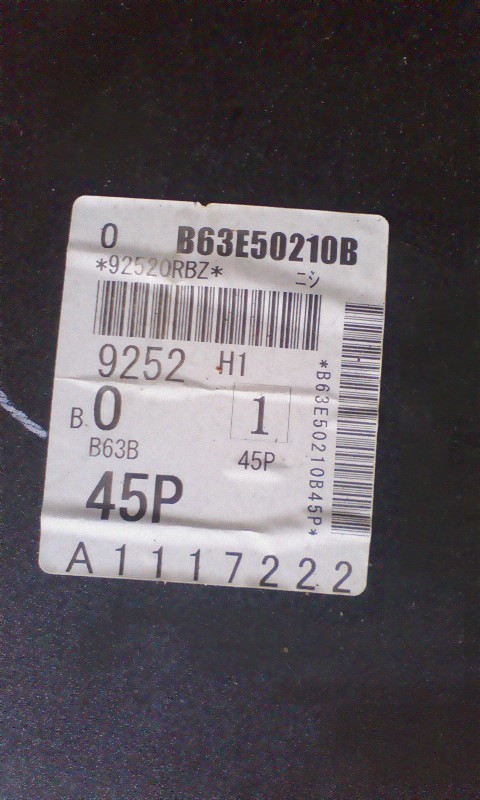 0 B63E50210B
*92520RBZ* ニシ
9252 H1
B 0 1
B63B 45P
45P
A1117222
*B63E50210B45P*